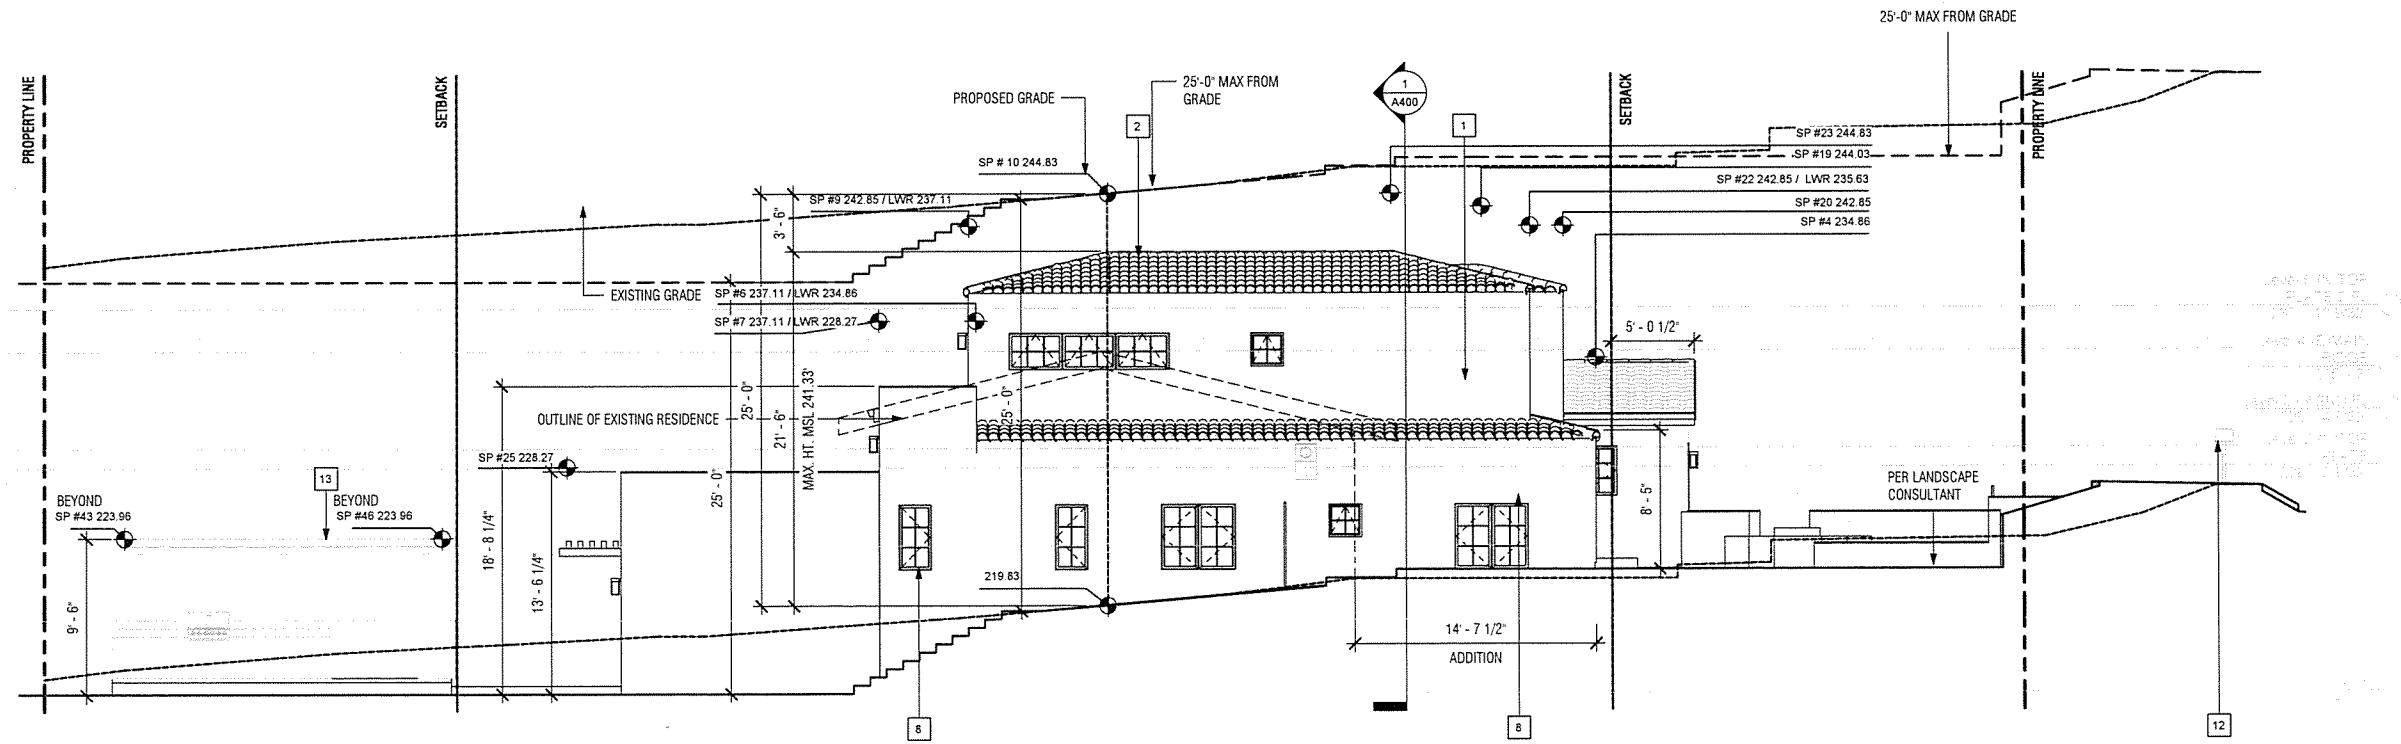 25'-0" MAX FROM GRADE
PROPERTY LINE
SETBACK
PROPOSED GRADE
25'-0" MAX FROM
GRADE
1
A400
2
1
SETBACK
PROPERTY LINE
SP #23 244.83
SP #19 244.03
SP #22 242.85 / LWR 235.63
SP #20 242.85
SP #4 234.86
SP # 10 244.83
SP #9 242.85 / LWR 237.11
3' - 6"
EXISTING GRADE
SP #6 237.11 / LWR 234.86
SP #7 237.11 / LWR 228.27
5' - 0 1/2"
25' - 0"
21' - 6"
MAX. HT. MSL 241.33'
25' - 0"
OUTLINE OF EXISTING RESIDENCE
SP #25 228.27
25' - 0"
13
BEYOND
SP #43 223.96
BEYOND
SP #46 223.96
18' - 8 1/4"
13' - 6 1/4"
9' - 6"
219.83
8' - 5"
PER LANDSCAPE
CONSULTANT
14' - 7 1/2"
ADDITION
8
8
12